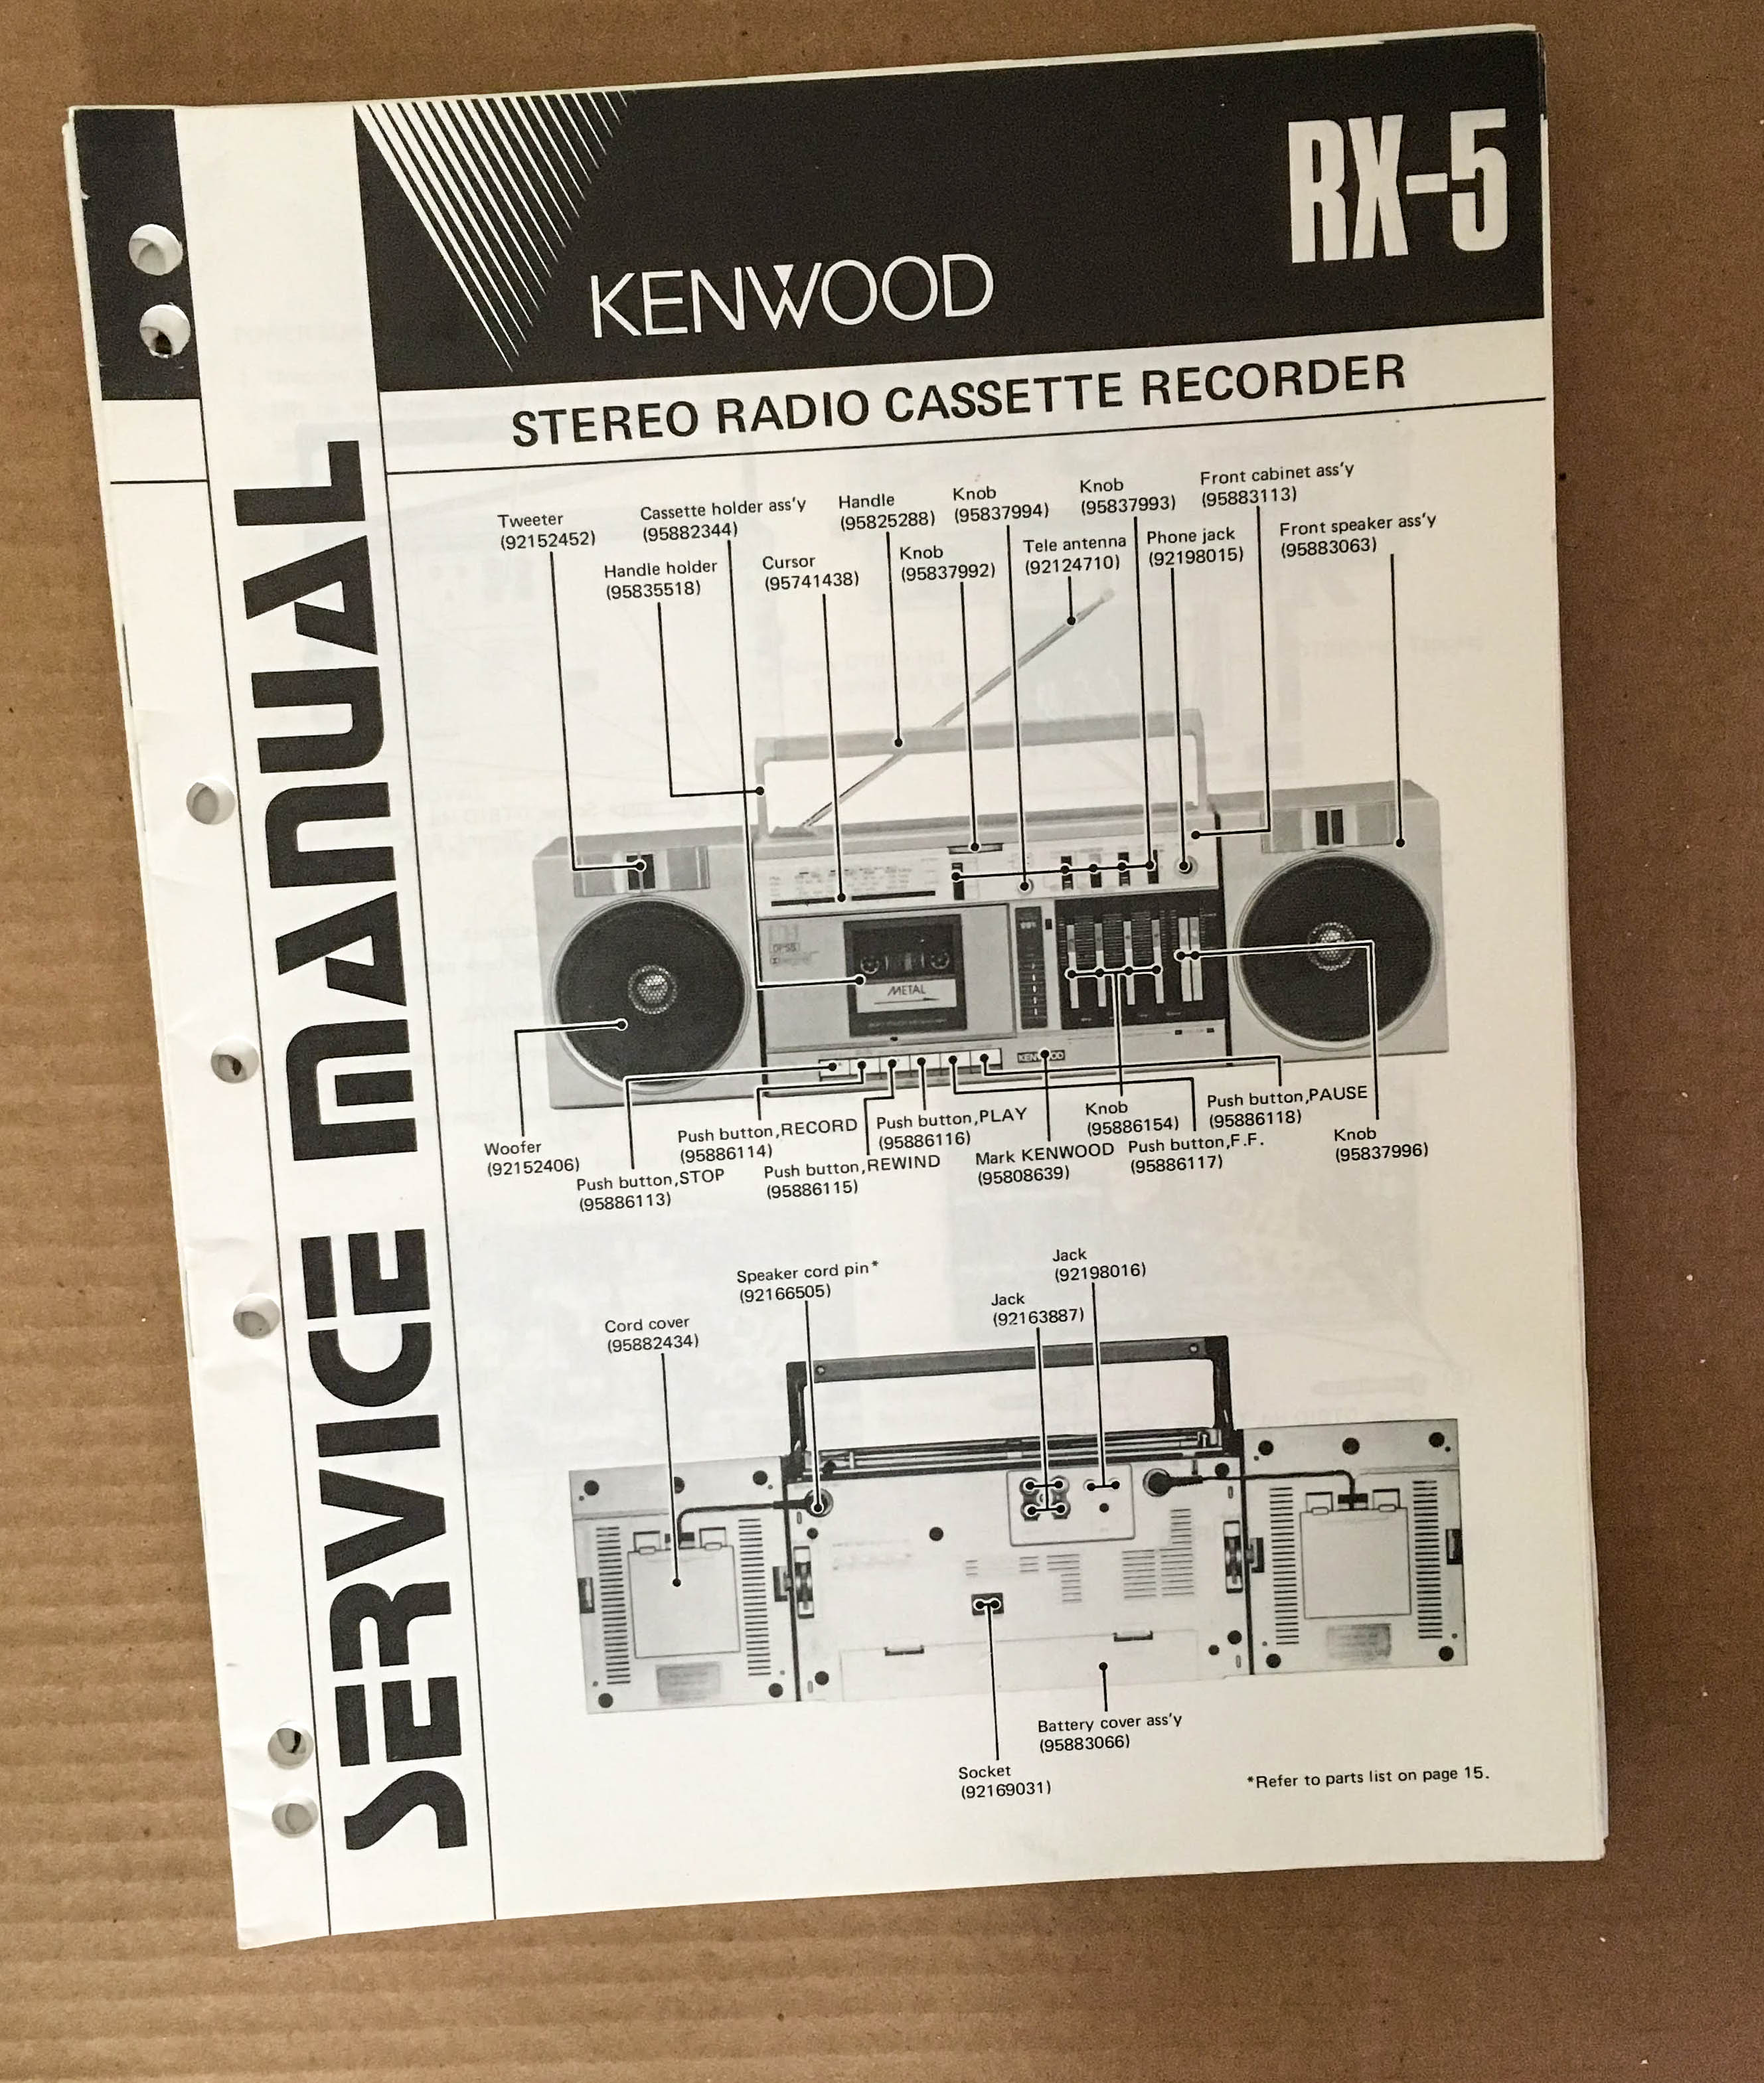 RX-5
KENWOOD
STEREO RADIO CASSETTE RECORDER
SERVICE MANUAL
Tweeter
(92152452)
Cassette holder ass'y
(95882344)
Handle holder
(95835518)
Cursor
(95741438)
Handle
(95825288)
Knob
(95837992)
Knob
(95837994)
Tele antenna
(92124710)
Knob
(95837993)
Phone jack
(92198015)
Front cabinet ass'y
(95883113)
Front speaker ass'y
(95883063)
METAL
KENWOOD
Woofer
(92152406)
Push button,STOP
(95886113)
Push button,RECORD
(95886114)
Push button,REWIND
(95886115)
Push button,PLAY
(95886116)
Mark KENWOOD
(95808639)
Knob
(95886154)
Push button,F.F.
(95886117)
Push button,PAUSE
(95886118)
Knob
(95837996)
Cord cover
(95882434)
Speaker cord pin*
(92166505)
Jack
(92163887)
Jack
(92198016)
Socket
(92169031)
Battery cover ass'y
(95883066)
*Refer to parts list on page 15.